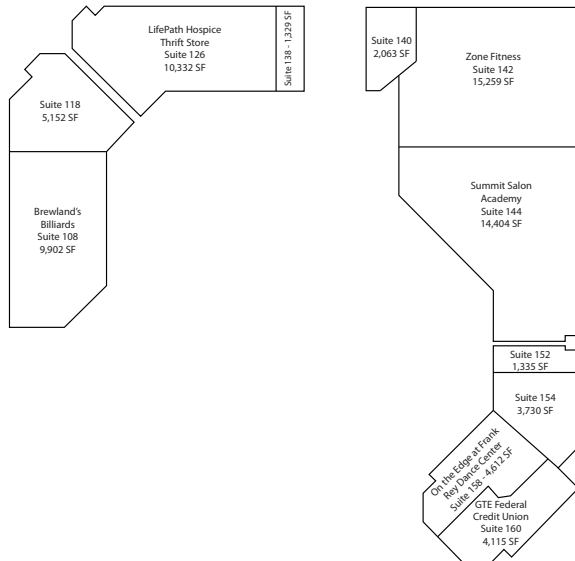 LifePath Hospice
Thrift Store
Suite 126
10,332 SF
Suite 138 - 1,329 SF
Suite 140
2,063 SF
Zone Fitness
Suite 142
15,259 SF
Suite 118
5,152 SF
Brewland's
Billiards
Suite 108
9,902 SF
Summit Salon
Academy
Suite 144
14,404 SF
Suite 152
1,335 SF
Suite 154
3,730 SF
On the Edge at Frank
Rey Dance Center
Suite 158 - 4,612 SF
GTE Federal
Credit Union
Suite 160
4,115 SF